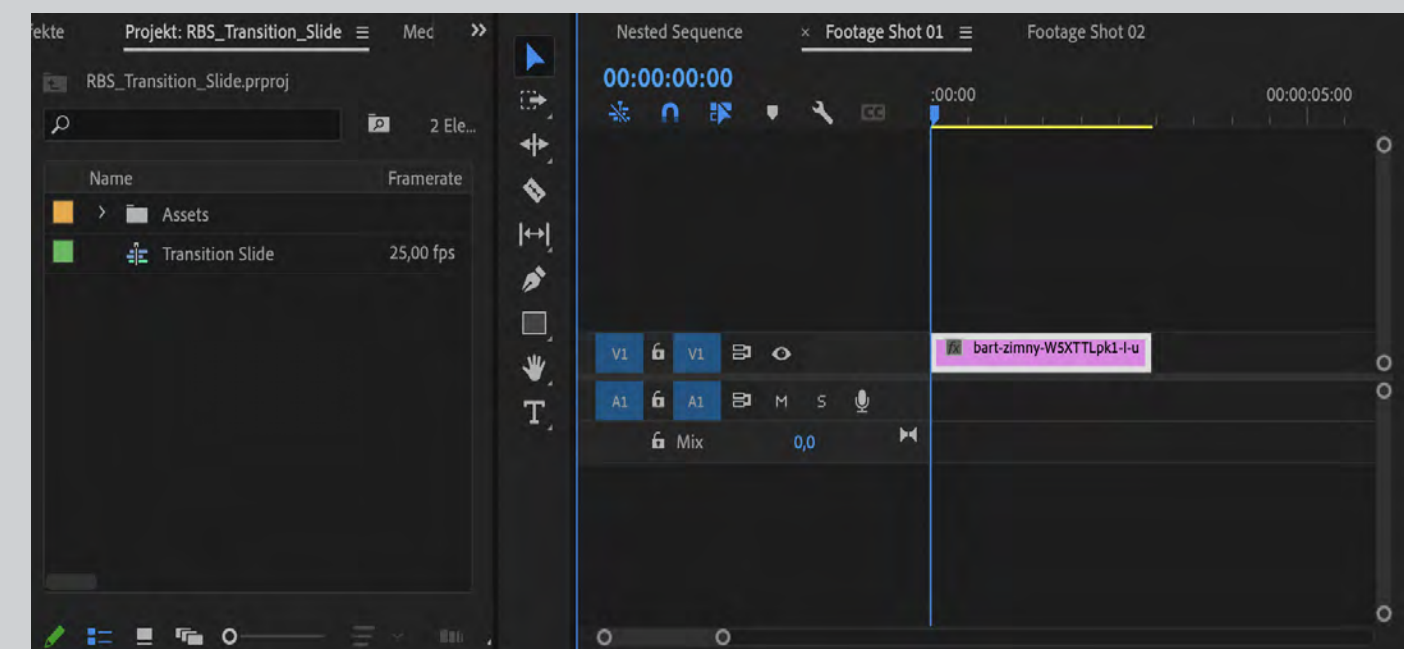 ekte Projekt: RBS_Transition_Slide Med
RBS_Transition_Slide.prproj
2 Ele...
Name Framerate
Assets
Transition Slide 25,00 fps
T
Nested Sequence × Footage Shot 01 Footage Shot 02
00:00:00:00
:00:00 00:00:05:00
CC
V1 V1 fx bart-zimny-W5XTTLpk1-I-u
A1 A1 M S
Mix 0,0